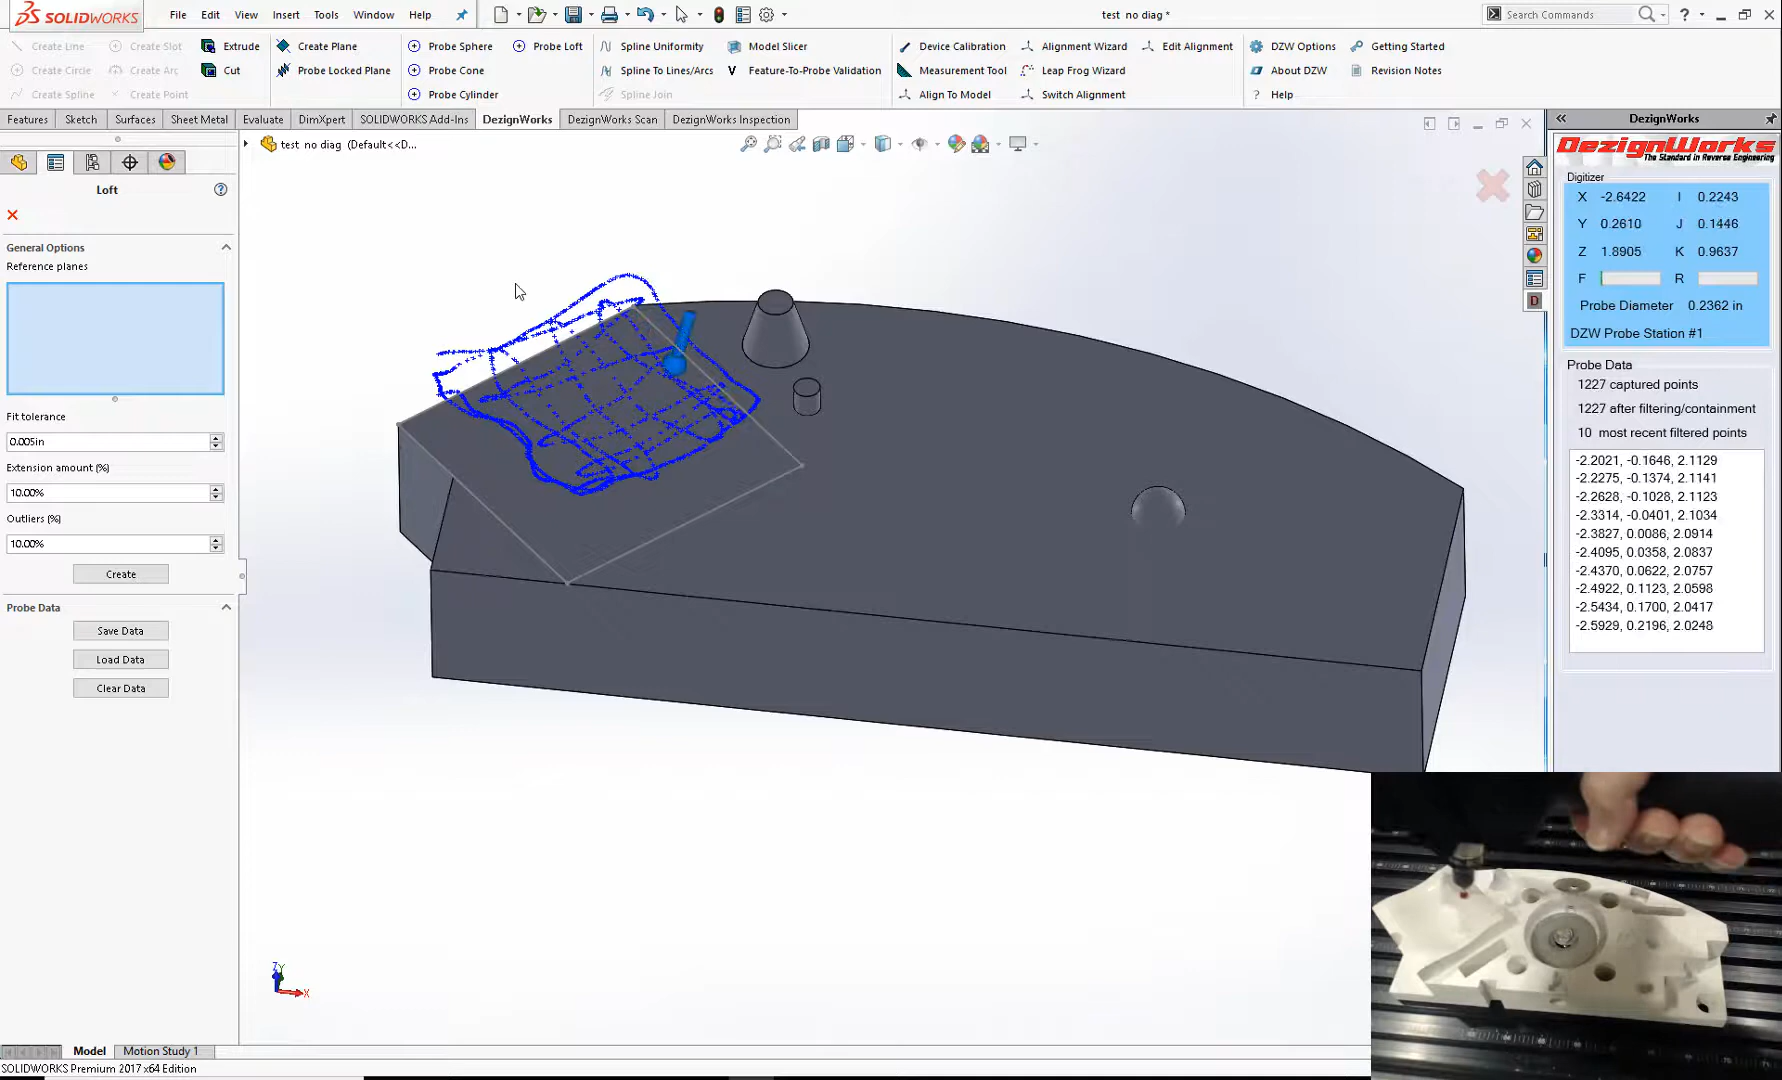 SOLIDWORKS
File Edit View Insert Tools Window Help
test no diag *
Search Commands
Create Line
Create Slot
Extrude
Create Plane
Probe Sphere
Probe Loft
Spline Uniformity
Model Slicer
Device Calibration
Alignment Wizard
Edit Alignment
DZW Options
Getting Started
Create Circle
Create Arc
Cut
Probe Locked Plane
Probe Cone
Spline To Lines/Arcs
Feature-To-Probe Validation
Measurement Tool
Leap Frog Wizard
About DZW
Revision Notes
Create Spline
Create Point
Probe Cylinder
Spline Join
Align To Model
Switch Alignment
Help
Features Sketch Surfaces Sheet Metal Evaluate DimXpert SOLIDWORKS Add-Ins DezignWorks DezignWorks Scan DezignWorks Inspection
test no diag (Default<<D...
Loft
General Options
Reference planes
Fit tolerance
0.005in
Extension amount (%)
10.00%
Outliers (%)
10.00%
Create
Probe Data
Save Data
Load Data
Clear Data
DezignWorks
DezignWorks
The Standard in Reverse Engineering
Digitizer
X -2.6422 I 0.2243
Y 0.2610 J 0.1446
Z 1.8905 K 0.9637
F R
Probe Diameter 0.2362 in
DZW Probe Station #1
Probe Data
1227 captured points
1227 after filtering/containment
10 most recent filtered points
-2.2021, -0.1646, 2.1129
-2.2275, -0.1374, 2.1141
-2.2628, -0.1028, 2.1123
-2.3314, -0.0401, 2.1034
-2.3827, 0.0086, 2.0914
-2.4095, 0.0358, 2.0837
-2.4370, 0.0622, 2.0757
-2.4922, 0.1123, 2.0598
-2.5434, 0.1700, 2.0417
-2.5929, 0.2196, 2.0248
Z Y
X
Model Motion Study 1
SOLIDWORKS Premium 2017 x64 Edition